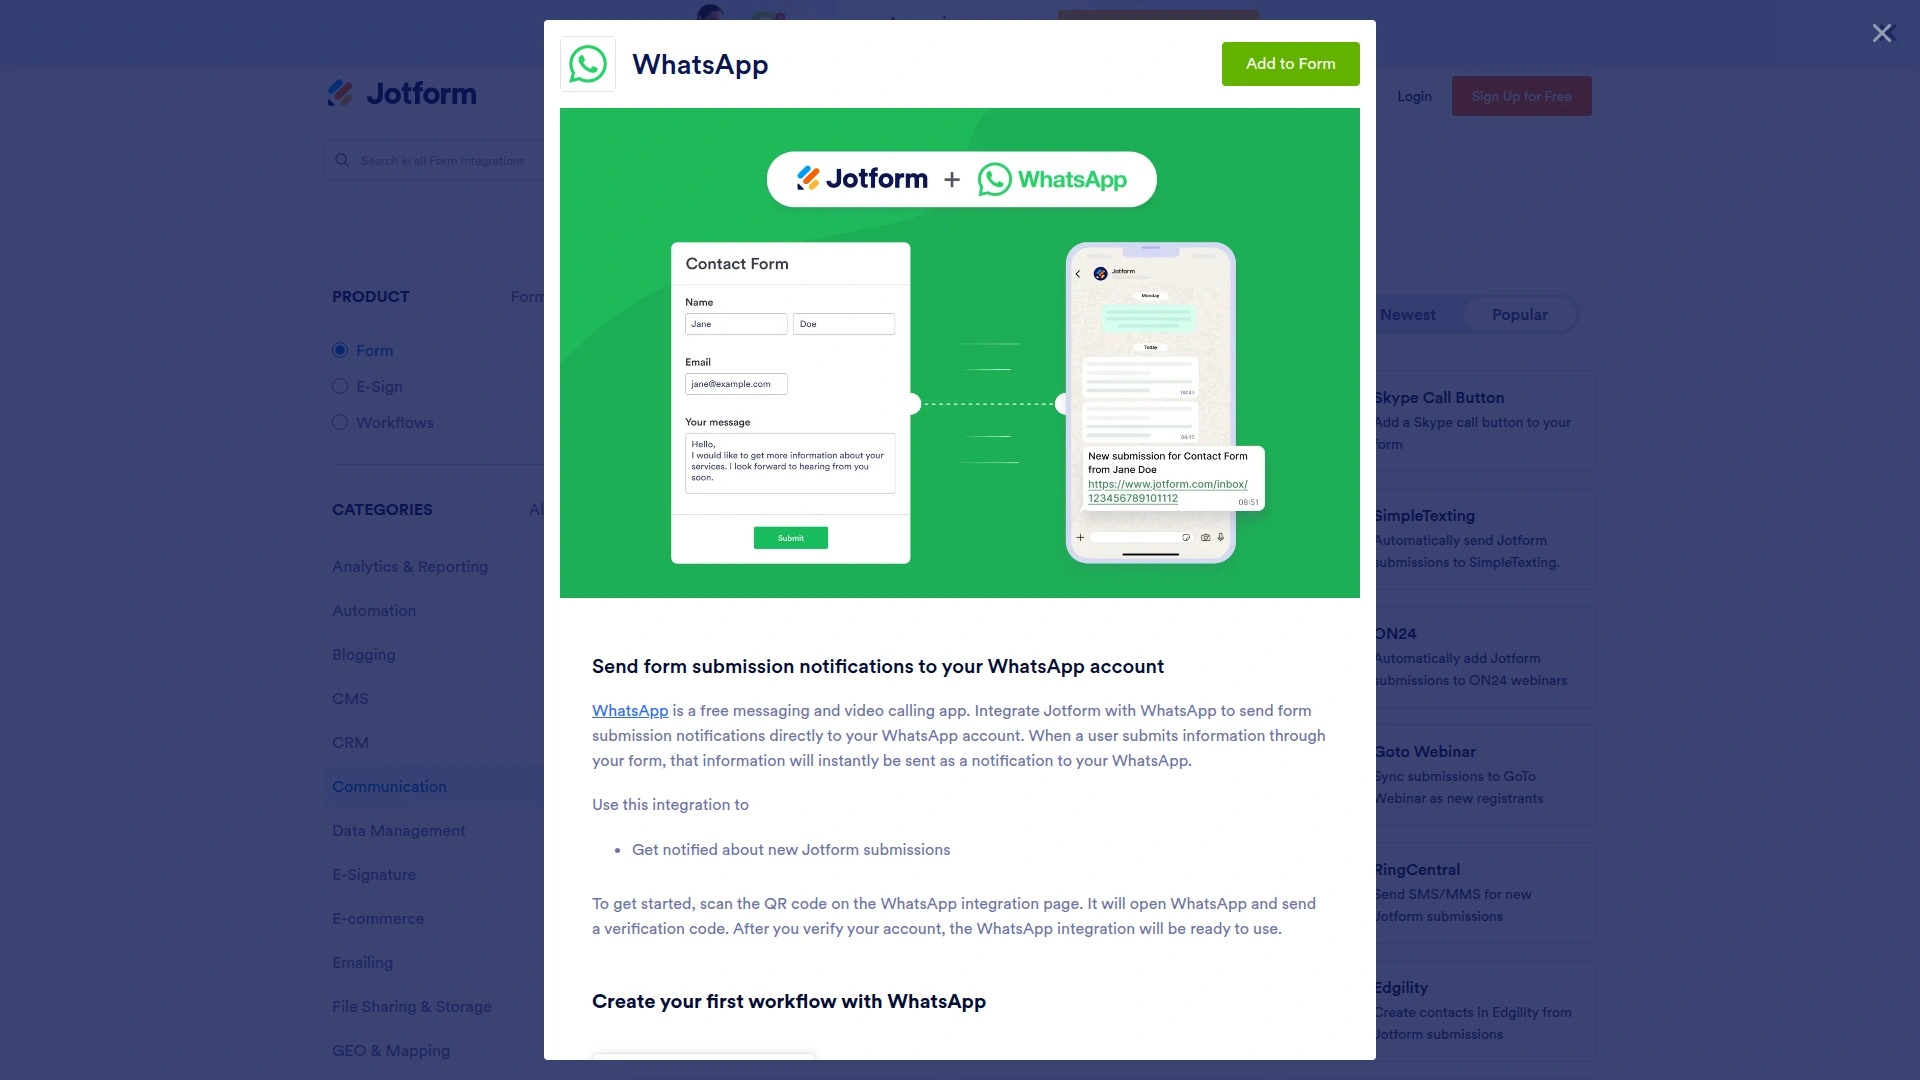 WhatsApp
Add to Form
Jotform
Login
Sign Up for Free
Search in all Form Integrations
Jotform + WhatsApp
Contact Form
Name
Jane
Doe
Email
jane@example.com
Your message
Hello,
I would like to get more information about your
services. I look forward to hearing from you
soon.
Submit
Jotform
Monday
Today
08:45
New submission for Contact Form
from Jane Doe
https://www.jotform.com/inbox/
123456789101112
08:51
PRODUCT
Form
Form
E-Sign
Workflows
CATEGORIES
Analytics & Reporting
Automation
Blogging
CMS
CRM
Communication
Data Management
E-Signature
E-commerce
Emailing
File Sharing & Storage
GEO & Mapping
Send form submission notifications to your WhatsApp account
WhatsApp is a free messaging and video calling app. Integrate Jotform with WhatsApp to send form
submission notifications directly to your WhatsApp account. When a user submits information through
your form, that information will instantly be sent as a notification to your WhatsApp.
Use this integration to
• Get notified about new Jotform submissions
To get started, scan the QR code on the WhatsApp integration page. It will open WhatsApp and send
a verification code. After you verify your account, the WhatsApp integration will be ready to use.
Create your first workflow with WhatsApp
Newest
Popular
Skype Call Button
Add a Skype call button to your
form
SimpleTexting
Automatically send Jotform
submissions to SimpleTexting.
ON24
Automatically add Jotform
submissions to ON24 webinars
Goto Webinar
Sync submissions to GoTo
Webinar as new registrants
RingCentral
Send SMS/MMS for new
Jotform submissions
Edgility
Create contacts in Edgility from
Jotform submissions